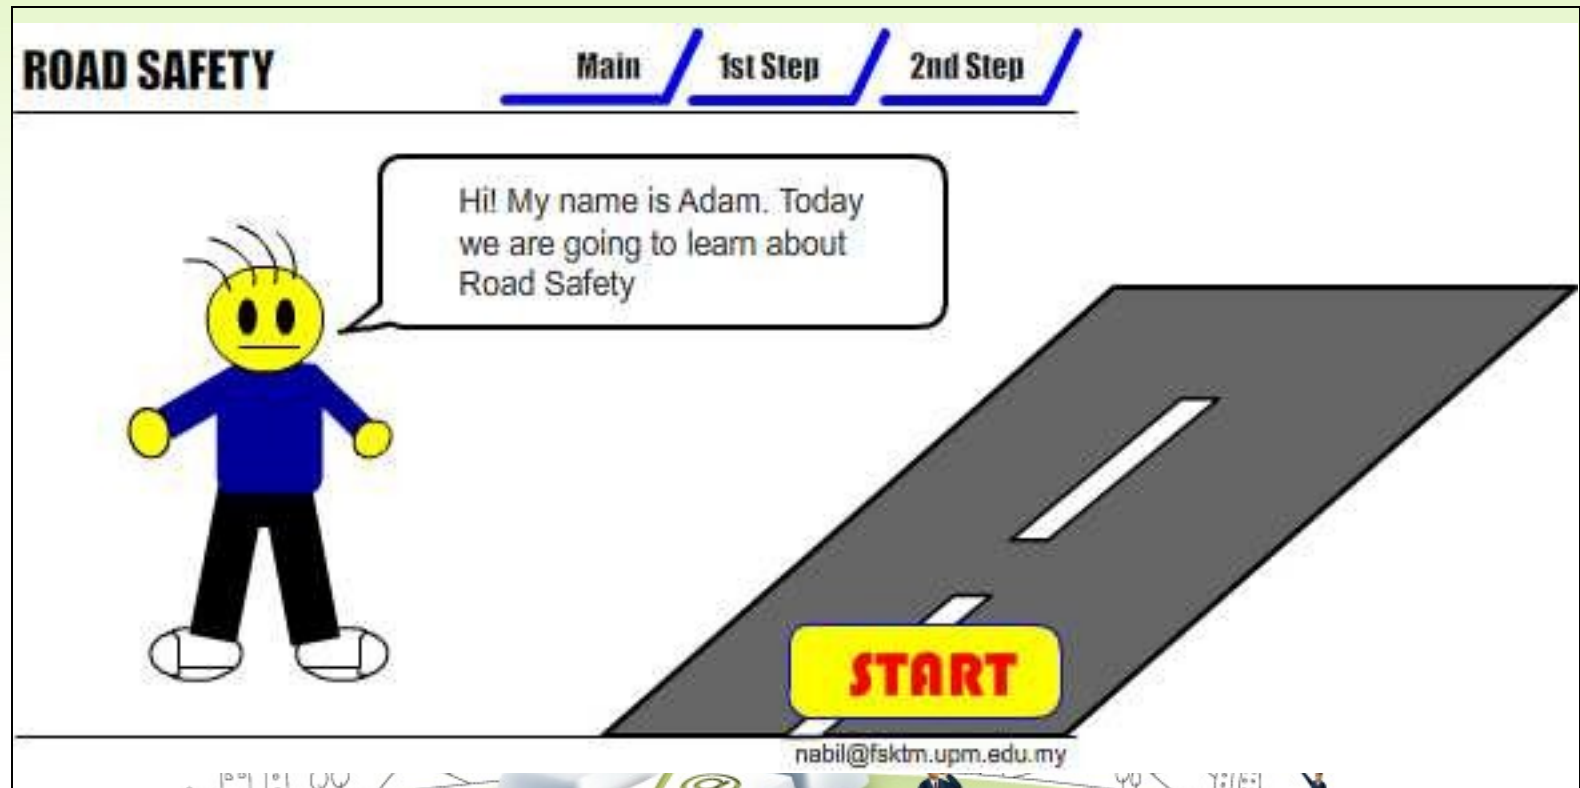 ROAD SAFETY
Main
1st Step
2nd Step
Hi! My name is Adam. Today
we are going to learn about
Road Safety
START
nabil@fsktm.upm.edu.my